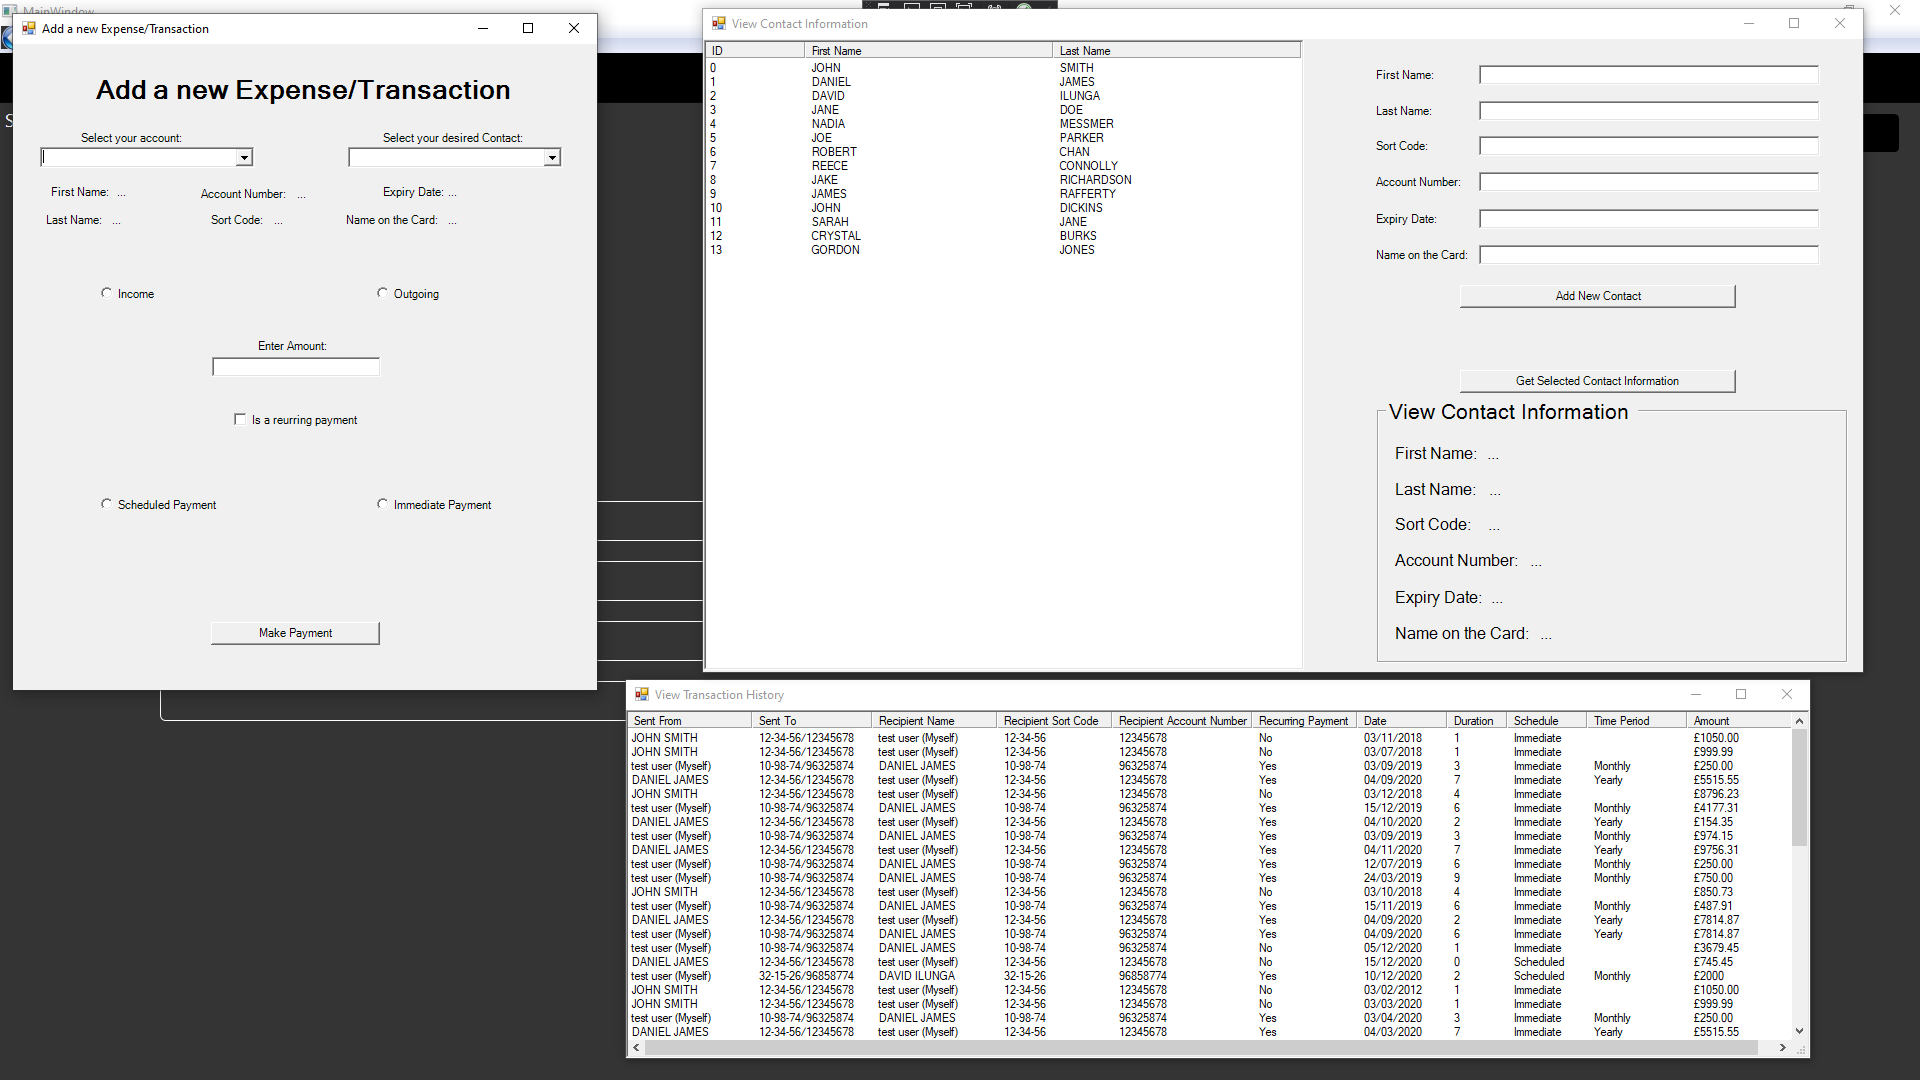 MainWindow
Add a new Expense/Transaction
Add a new Expense/Transaction
Select your account:
Select your desired Contact:
First Name: ...
Account Number: ...
Expiry Date: ...
Last Name: ...
Sort Code: ...
Name on the Card: ...
Income
Outgoing
Enter Amount:
Is a reurring payment
Scheduled Payment
Immediate Payment
Make Payment
View Contact Information
ID First Name Last Name
0 JOHN SMITH
1 DANIEL JAMES
2 DAVID ILUNGA
3 JANE DOE
4 NADIA MESSMER
5 JOE PARKER
6 ROBERT CHAN
7 REECE CONNOLLY
8 JAKE RICHARDSON
9 JAMES RAFFERTY
10 JOHN DICKINS
11 SARAH JANE
12 CRYSTAL BURKS
13 GORDON JONES
First Name:
Last Name:
Sort Code:
Account Number:
Expiry Date:
Name on the Card:
Add New Contact
Get Selected Contact Information
View Contact Information
First Name: ...
Last Name: ...
Sort Code: ...
Account Number: ...
Expiry Date: ...
Name on the Card: ...
View Transaction History
Sent From Sent To Recipient Name Recipient Sort Code Recipient Account Number Recurring Payment Date Duration Schedule Time Period Amount
JOHN SMITH 12-34-56/12345678 test user (Myself) 12-34-56 12345678 No 03/11/2018 1 Immediate £1050.00
JOHN SMITH 12-34-56/12345678 test user (Myself) 12-34-56 12345678 No 03/07/2018 1 Immediate £999.99
test user (Myself) 10-98-74/96325874 DANIEL JAMES 10-98-74 96325874 Yes 03/09/2019 3 Immediate Monthly £250.00
DANIEL JAMES 12-34-56/12345678 test user (Myself) 12-34-56 12345678 Yes 04/09/2020 7 Immediate Yearly £5515.55
JOHN SMITH 12-34-56/12345678 test user (Myself) 12-34-56 12345678 No 03/12/2018 4 Immediate £8796.23
test user (Myself) 10-98-74/96325874 DANIEL JAMES 10-98-74 96325874 Yes 15/12/2019 6 Immediate Monthly £4177.31
DANIEL JAMES 12-34-56/12345678 test user (Myself) 12-34-56 12345678 Yes 04/10/2020 2 Immediate Yearly £154.35
test user (Myself) 10-98-74/96325874 DANIEL JAMES 10-98-74 96325874 Yes 03/09/2019 3 Immediate Monthly £974.15
DANIEL JAMES 12-34-56/12345678 test user (Myself) 12-34-56 12345678 Yes 04/11/2020 7 Immediate Yearly £9756.31
test user (Myself) 10-98-74/96325874 DANIEL JAMES 10-98-74 96325874 Yes 12/07/2019 6 Immediate Monthly £250.00
test user (Myself) 10-98-74/96325874 DANIEL JAMES 10-98-74 96325874 Yes 24/03/2019 9 Immediate Monthly £750.00
JOHN SMITH 12-34-56/12345678 test user (Myself) 12-34-56 12345678 No 03/10/2018 4 Immediate £850.73
test user (Myself) 10-98-74/96325874 DANIEL JAMES 10-98-74 96325874 Yes 15/11/2019 6 Immediate Monthly £487.91
DANIEL JAMES 12-34-56/12345678 test user (Myself) 12-34-56 12345678 Yes 04/09/2020 2 Immediate Yearly £7814.87
test user (Myself) 10-98-74/96325874 DANIEL JAMES 10-98-74 96325874 Yes 04/09/2020 6 Immediate Yearly £7814.87
test user (Myself) 10-98-74/96325874 DANIEL JAMES 10-98-74 96325874 No 05/12/2020 1 Immediate £3679.45
DANIEL JAMES 12-34-56/12345678 test user (Myself) 12-34-56 12345678 No 15/12/2020 0 Scheduled £745.45
test user (Myself) 32-15-26/96858774 DAVID ILUNGA 32-15-26 96858774 Yes 10/12/2020 2 Scheduled Monthly £2000
JOHN SMITH 12-34-56/12345678 test user (Myself) 12-34-56 12345678 No 03/02/2012 1 Immediate £1050.00
JOHN SMITH 12-34-56/12345678 test user (Myself) 12-34-56 12345678 No 03/03/2020 1 Immediate £999.99
test user (Myself) 10-98-74/96325874 DANIEL JAMES 10-98-74 96325874 Yes 03/04/2020 3 Immediate Monthly £250.00
DANIEL JAMES 12-34-56/12345678 test user (Myself) 12-34-56 12345678 Yes 04/03/2020 7 Immediate Yearly £5515.55